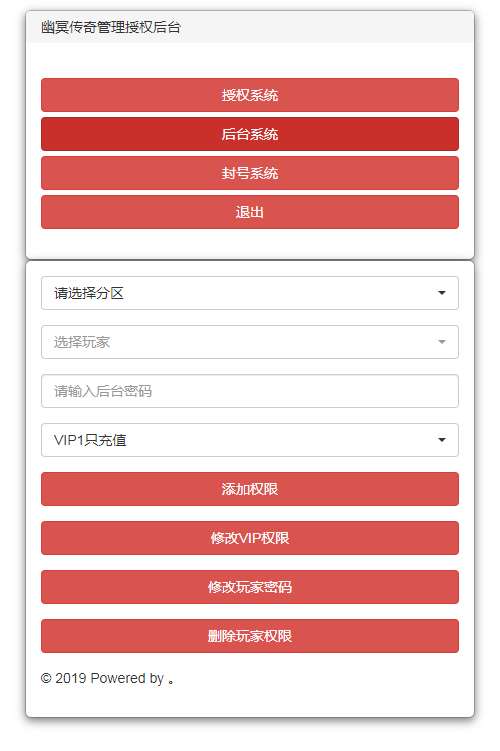 幽冥传奇管理授权后台
授权系统
后台系统
封号系统
退出
请选择分区
选择玩家
请输入后台密码
VIP1只充值
添加权限
修改VIP权限
修改玩家密码
删除玩家权限
© 2019 Powered by 。